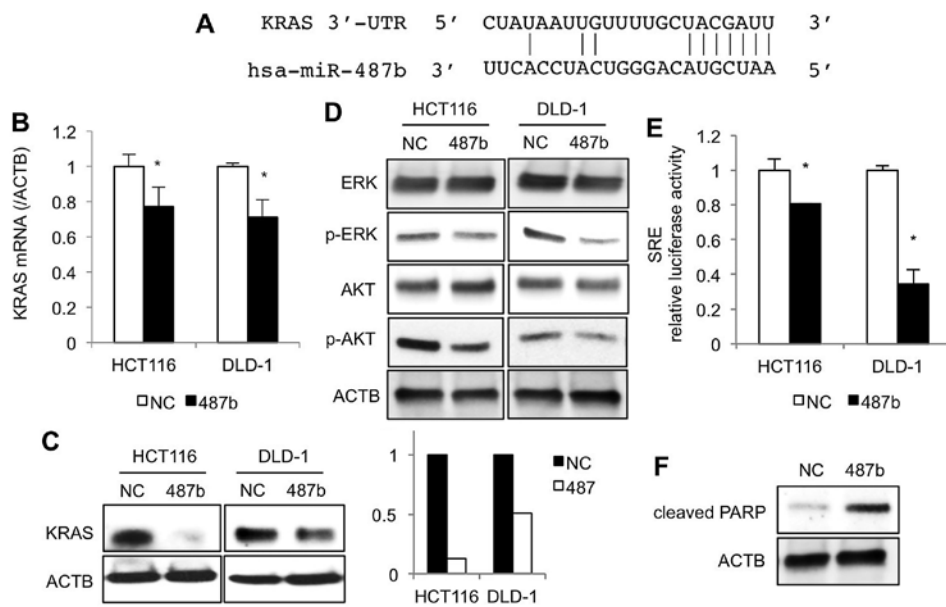 A
KRAS 3’-UTR 5’ CUAUAAUUGUUUUGCUACGAUU 3’
hsa-miR-487b 3’ UUCACCUACUGGGACAUGCUAA 5’
B
KRAS mRNA (/ACTB)
1.2
1
0.8
0.6
0.4
0.2
0
*
*
HCT116 DLD-1
NC 487b
D
HCT116 DLD-1
NC 487b NC 487b
ERK
p-ERK
AKT
p-AKT
ACTB
E
SRE
relative luciferase activity
1.2
1
0.8
0.6
0.4
0.2
0
*
*
HCT116 DLD-1
NC 487b
C
HCT116 DLD-1
NC 487b NC 487b
KRAS
ACTB
1
0.5
0
NC
487
HCT116 DLD-1
F
NC 487b
cleaved PARP
ACTB